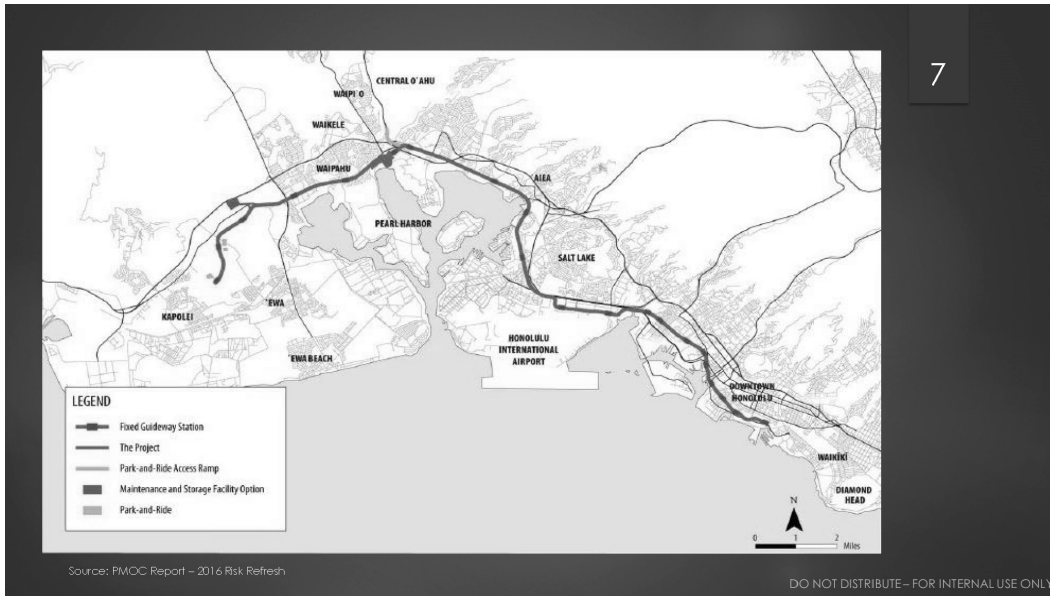 7
CENTRAL O`AHU
WAIPI`O
WAIKELE
WAIPAHU
AIEA
PEARL HARBOR
SALT LAKE
KAPOLEI
`EWA
`EWA BEACH
HONOLULU
INTERNATIONAL
AIRPORT
DOWNTOWN
HONOLULU
WAIKIKI
DIAMOND
HEAD
LEGEND
Fixed Guideway Station
The Project
Park-and-Ride Access Ramp
Maintenance and Storage Facility Option
Park-and-Ride
N
0 1 2
Miles
Source: PMOC Report – 2016 Risk Refresh
DO NOT DISTRIBUTE – FOR INTERNAL USE ONLY